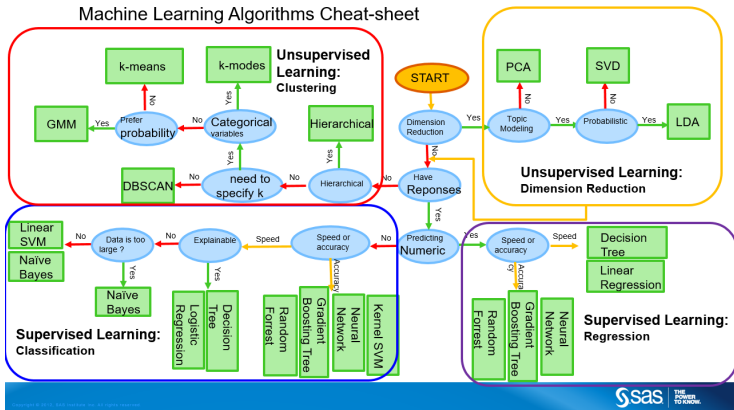 Machine Learning Algorithms Cheat-sheet
k-means
k-modes
Unsupervised
Learning:
Clustering
START
PCA
SVD
No
Yes
No
No
GMM
Yes
Prefer
probability
No
Categorical
variables
Hierarchical
Dimension
Reduction
Yes
Topic
Modeling
Yes
Probabilistic
Yes
LDA
Yes
Yes
No
DBSCAN
No
need to
specify k
No
Hierarchical
No
Have
Reponses
Unsupervised Learning:
Dimension Reduction
Yes
Linear
SVM
Naïve
Bayes
No
Data is too
large ?
No
Explainable
Speed
Speed or
accuracy
No
Predicting
Numeric
Yes
Speed or
accuracy
Speed
Decision
Tree
Linear
Regression
Yes
Yes
Accuracy
Accura
cy
Naïve
Bayes
Logistic
Regression
Decision
Tree
Random
Forrest
Gradient
Boosting Tree
Neural
Network
Kernel SVM
Random
Forrest
Gradient
Boosting Tree
Neural
Network
Supervised Learning:
Classification
Supervised Learning:
Regression
sas
THE
POWER
TO KNOW.